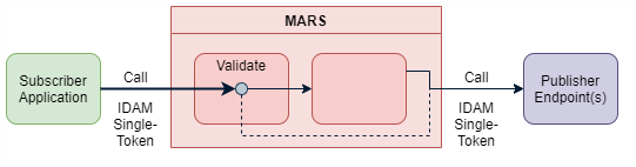 MARS
Subscriber
Application
Call
IDAM
Single-
Token
Validate
Call
IDAM
Single-
Token
Publisher
Endpoint(s)